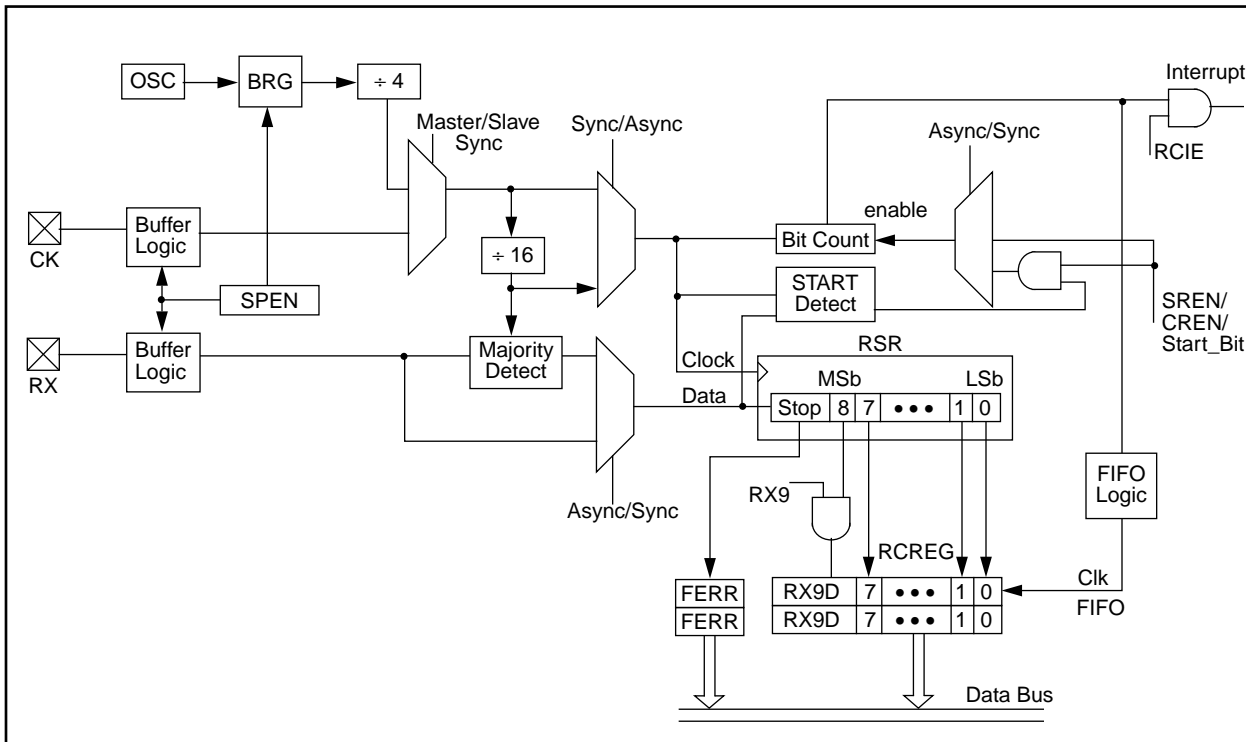 OSC
BRG
÷ 4
Interrupt
Master/Slave
Sync
Sync/Async
Async/Sync
RCIE
CK
Buffer
Logic
enable
Bit Count
÷ 16
SPEN
START
Detect
SREN/
CREN/
Start_Bit
RX
Buffer
Logic
Majority
Detect
Clock
RSR
MSb
LSb
Data
Stop 8 7 ••• 1 0
Async/Sync
RX9
FIFO
Logic
RCREG
Clk
FIFO
FERR
FERR
RX9D 7 ••• 1 0
RX9D 7 ••• 1 0
Data Bus